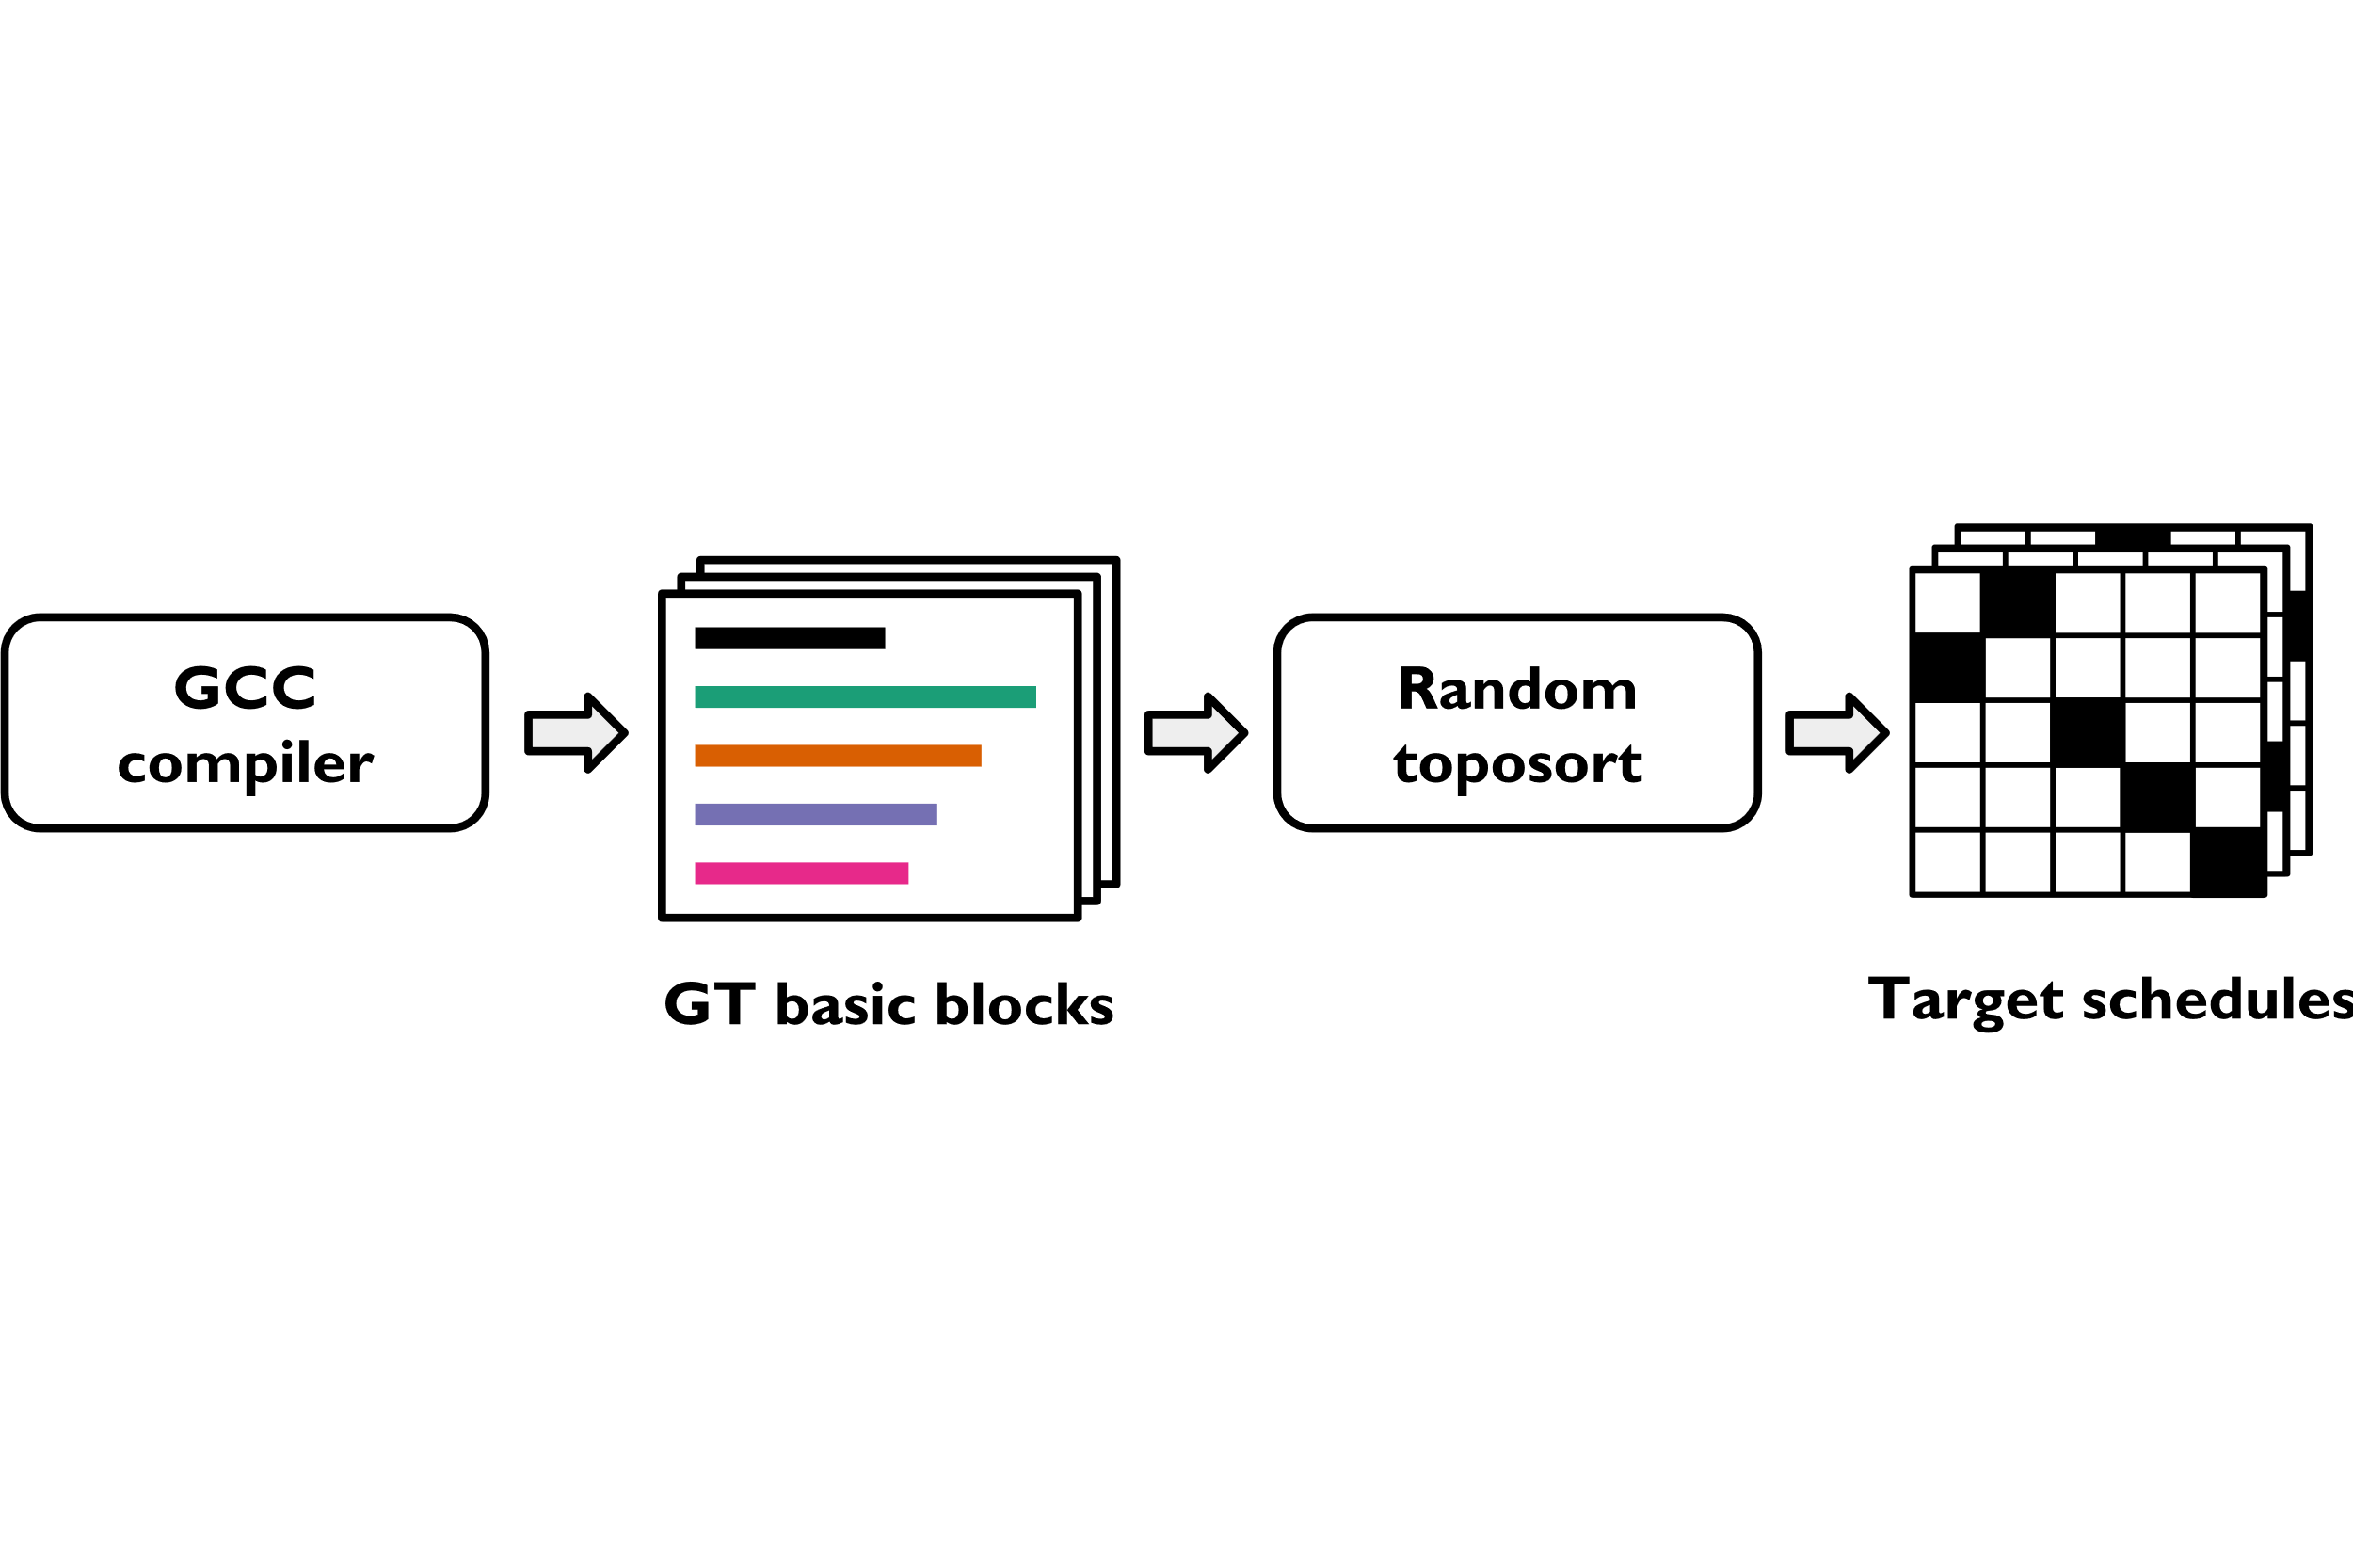 GCC
compiler
GT basic blocks
Random
toposort
Target schedules